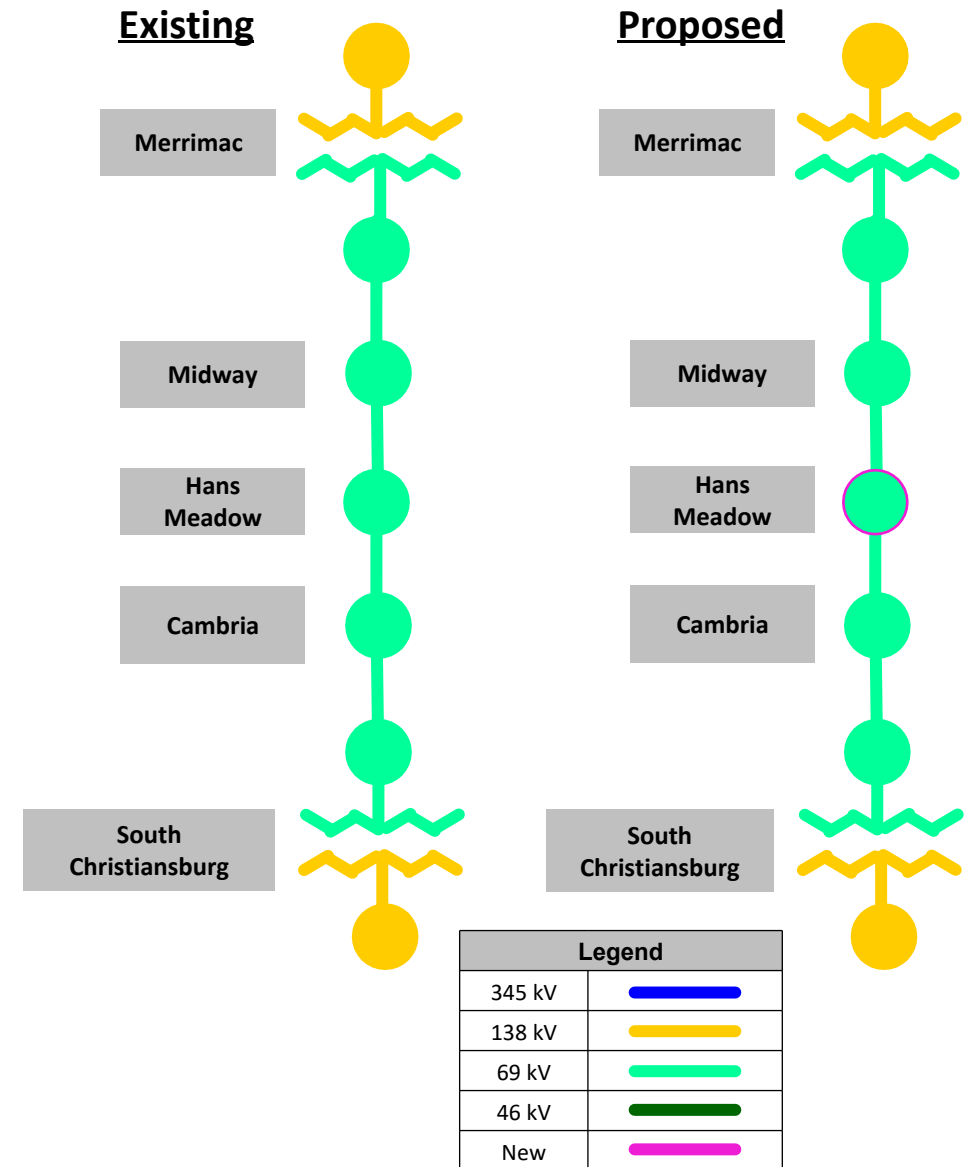 Existing
Proposed
Merrimac
Merrimac
Midway
Midway
Hans
Meadow
Hans
Meadow
Cambria
Cambria
South
Christiansburg
South
Christiansburg
Legend
345 kV
138 kV
69 kV
46 kV
New